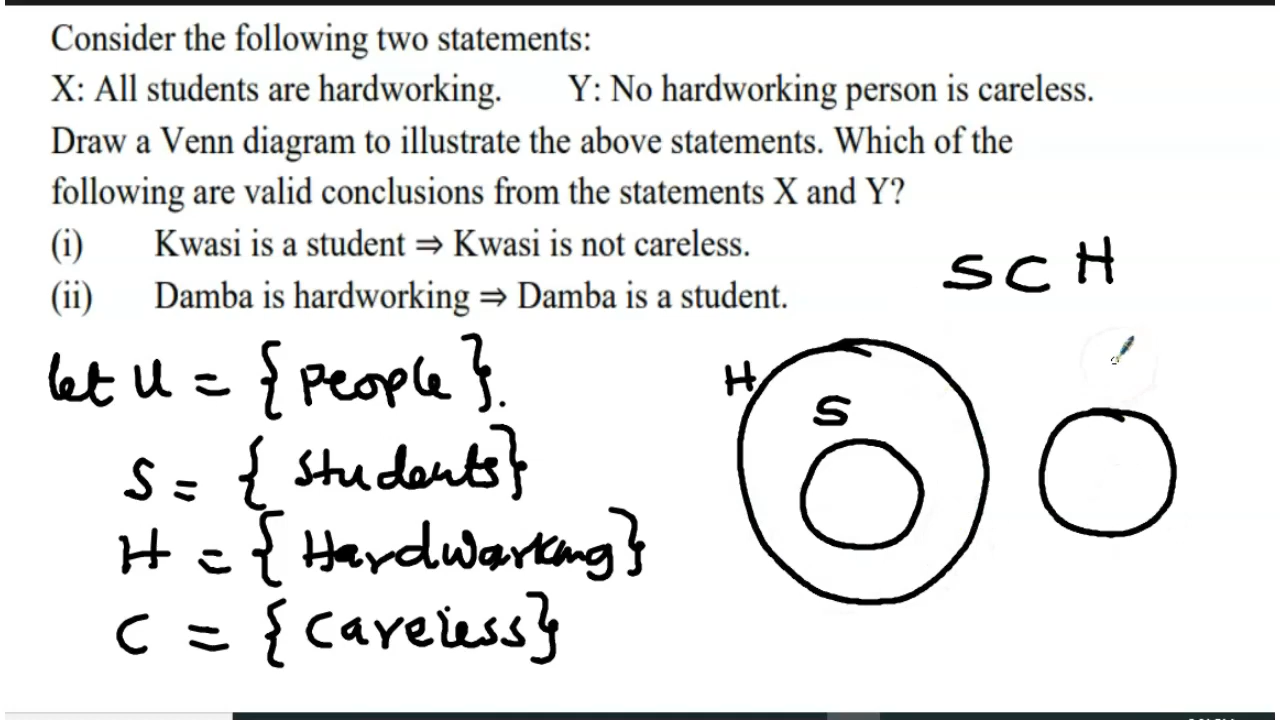 Consider the following two statements:
X: All students are hardworking. Y: No hardworking person is careless.
Draw a Venn diagram to illustrate the above statements. Which of the
following are valid conclusions from the statements X and Y?
(i) Kwasi is a student ⇒ Kwasi is not careless.
(ii) Damba is hardworking ⇒ Damba is a student.
S ⊂ H
let U = {People}.
H
S
S = {Students}
H = {Hardwarking}
C = {Careless}